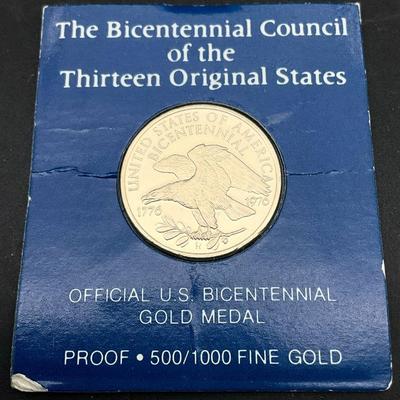 The Bicentennial Council
of the
Thirteen Original States
UNITED STATES OF AMERICA
BICENTENNIAL
1776 1976
OFFICIAL U.S. BICENTENNIAL
GOLD MEDAL
PROOF • 500/1000 FINE GOLD